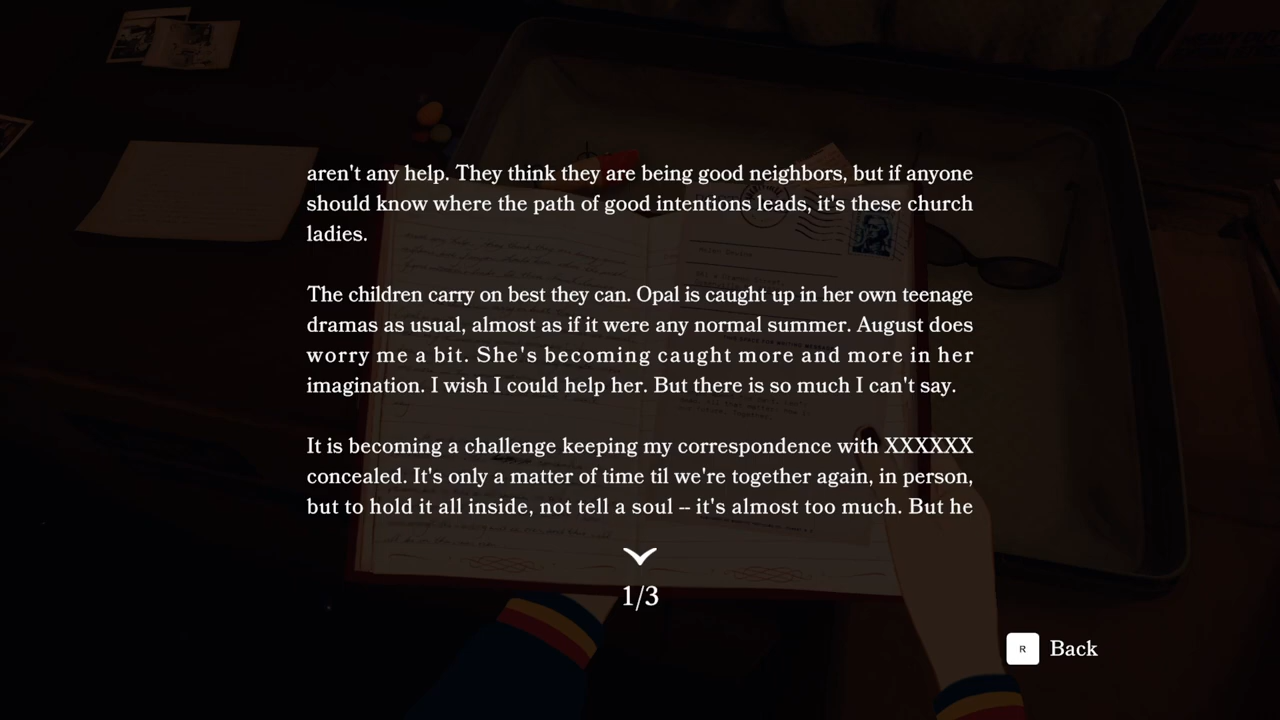 aren't any help. They think they are being good neighbors, but if anyone
should know where the path of good intentions leads, it's these church
ladies.
The children carry on best they can. Opal is caught up in her own teenage
dramas as usual, almost as if it were any normal summer. August does
worry me a bit. She's becoming caught more and more in her
imagination. I wish I could help her. But there is so much I can't say.
It is becoming a challenge keeping my correspondence with XXXXXX
concealed. It's only a matter of time til we're together again, in person,
but to hold it all inside, not tell a soul -- it's almost too much. But he
1/3
R Back